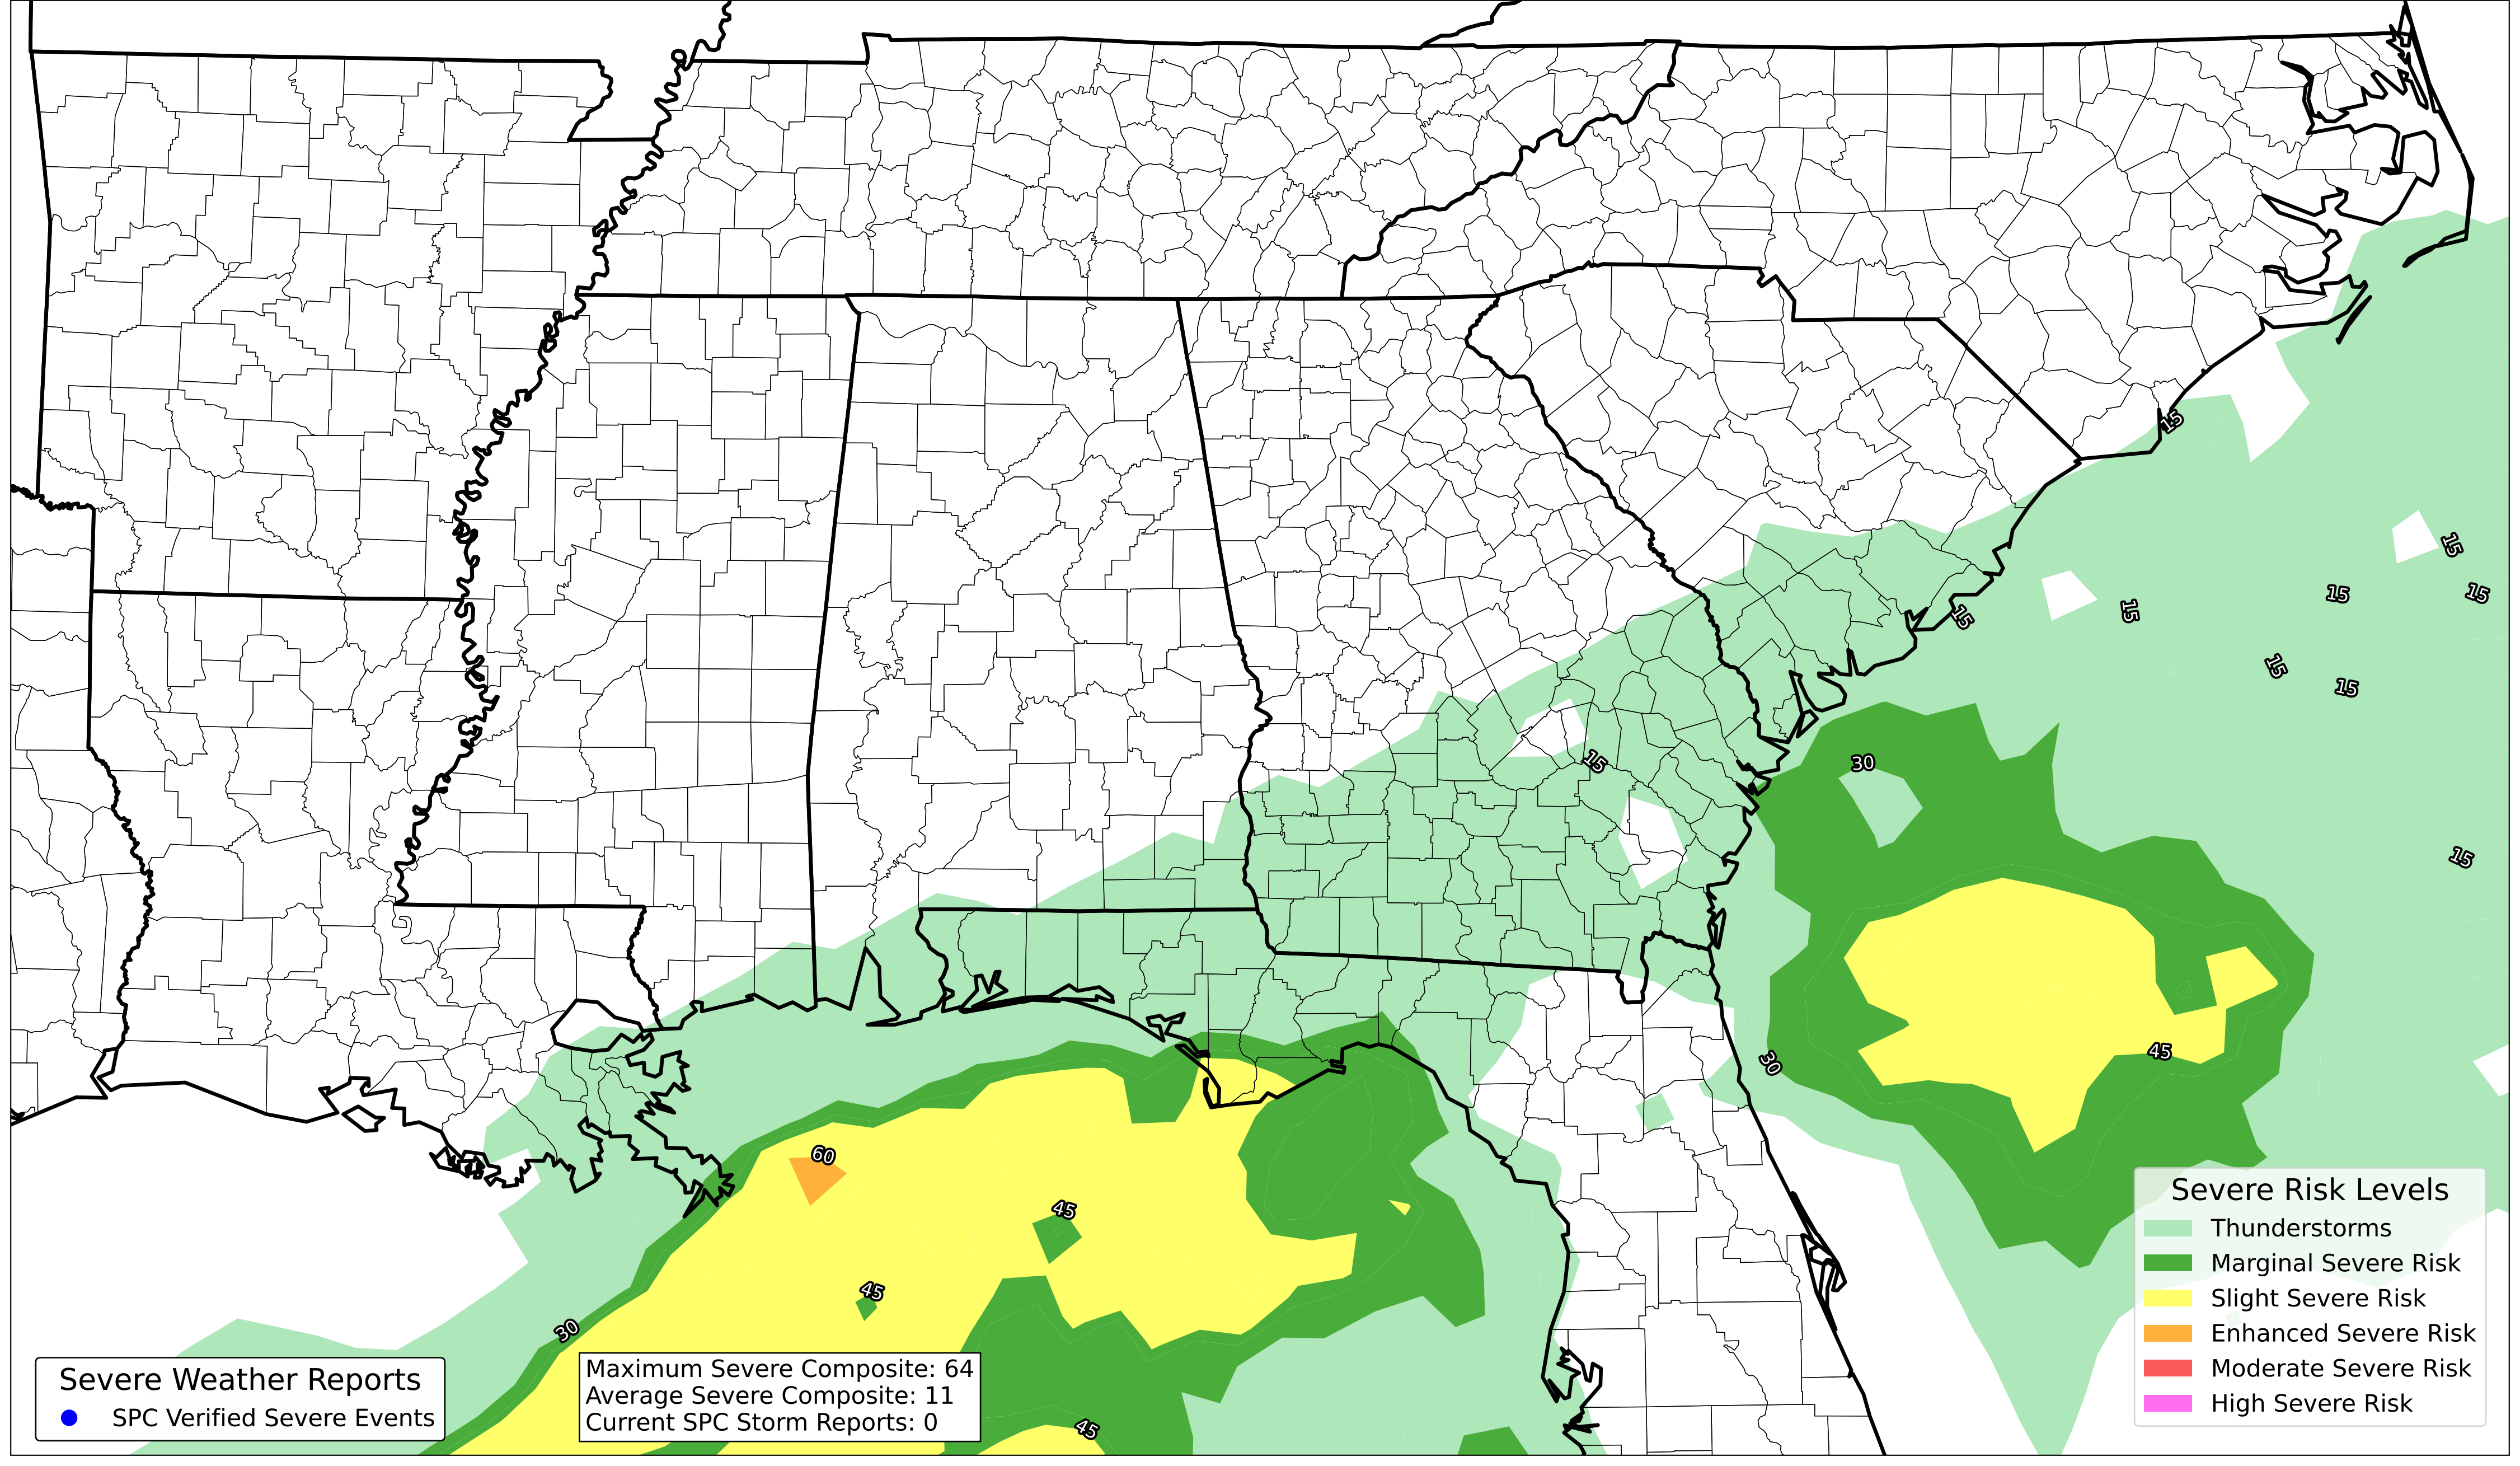 15
15
15
15
15
15
15
15
30
15
15
45
30
60
45
45
30
45
Severe Risk Levels
Thunderstorms
Marginal Severe Risk
Slight Severe Risk
Enhanced Severe Risk
Moderate Severe Risk
High Severe Risk
Severe Weather Reports
SPC Verified Severe Events
Maximum Severe Composite: 64
Average Severe Composite: 11
Current SPC Storm Reports: 0